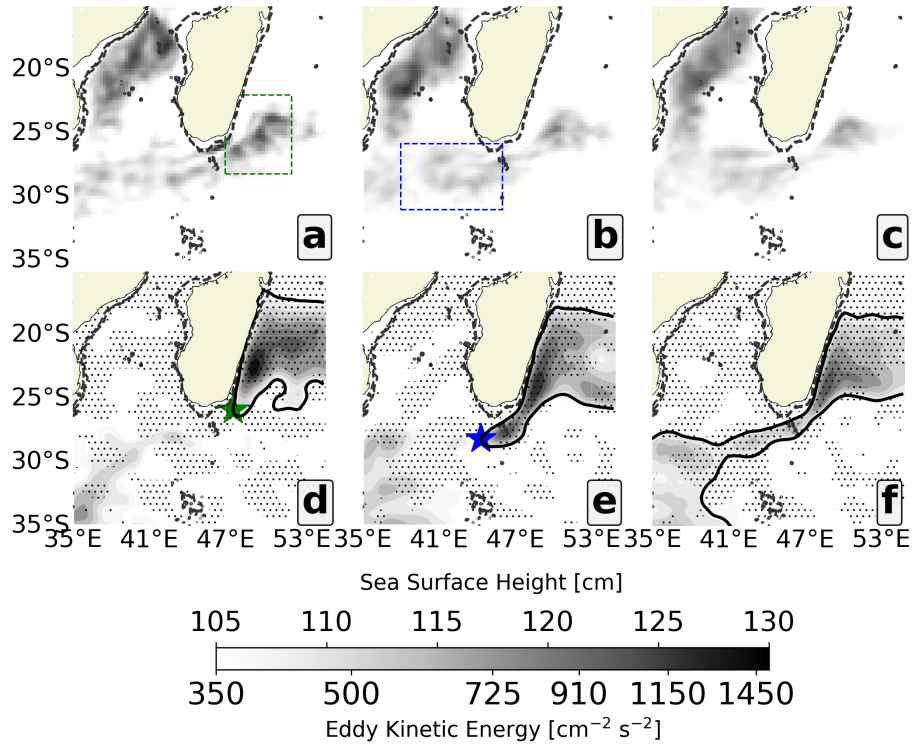 20°S
25°S
30°S
35°S
a
b
c
20°S
25°S
30°S
35°S
d
e
f
35°E 41°E 47°E 53°E 35°E 41°E 47°E 53°E 35°E 41°E 47°E 53°E
Sea Surface Height [cm]
105 110 115 120 125 130
350 500 725 910 1150 1450
Eddy Kinetic Energy [cm⁻² s⁻²]